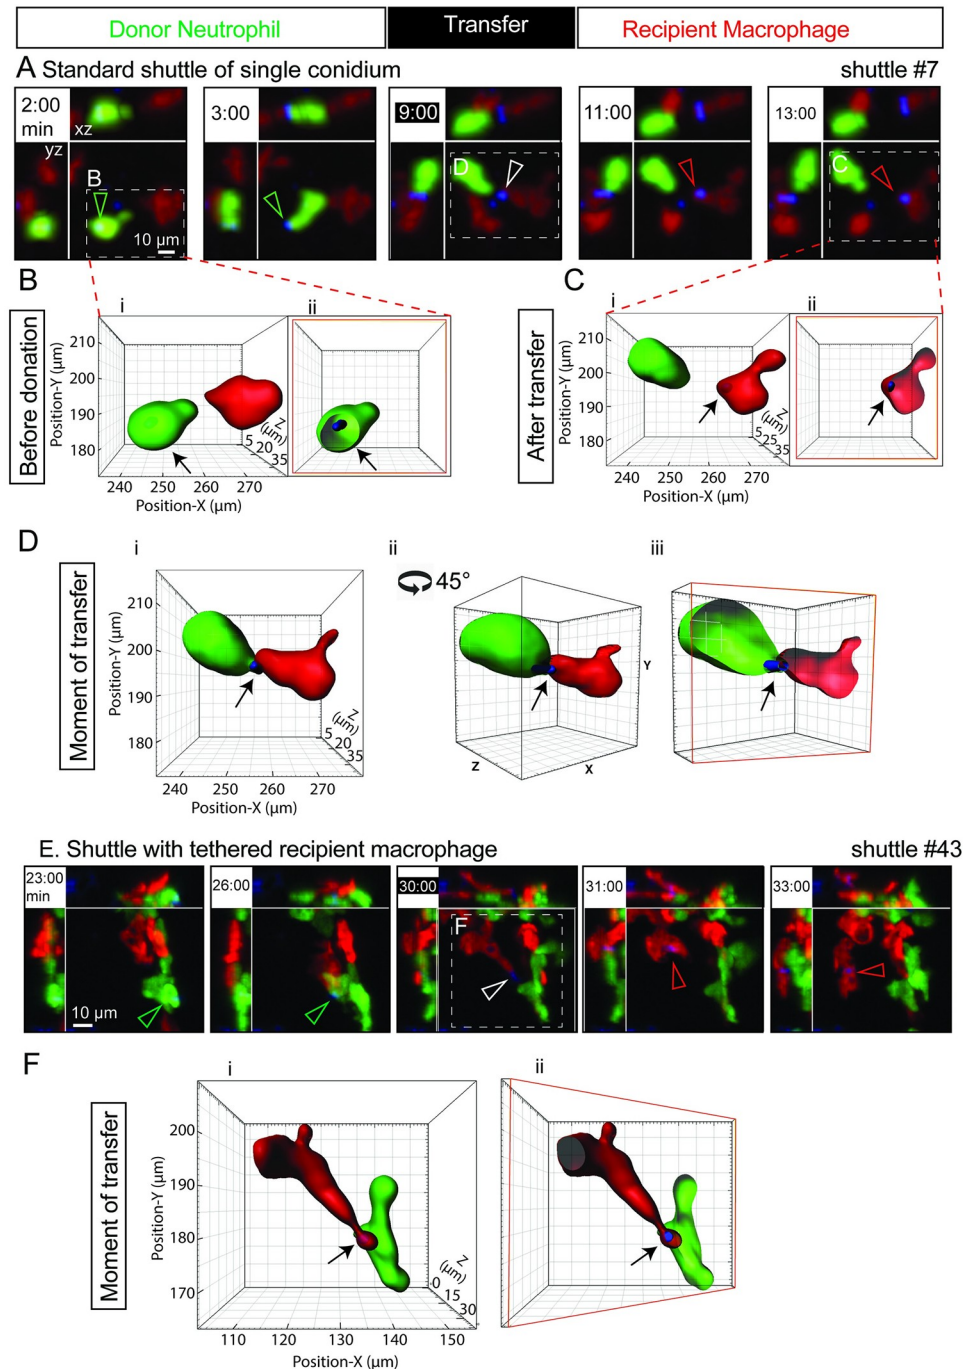 Donor Neutrophil
Transfer
Recipient Macrophage
A Standard shuttle of single conidium
shuttle #7
2:00
min
xz
yz
B
10 µm
3:00
9:00
D
11:00
13:00
C
B
Before donation
i
ii
Position-Y (µm)
210
200
190
180
240 250 260 270
Position-X (µm)
Z
(µm)
5
20
35
C
After transfer
i
ii
Position-Y (µm)
210
200
190
180
240 250 260 270
Position-X (µm)
Z
(µm)
5
25
35
D
Moment of transfer
i
Position-Y (µm)
210
200
190
180
240 250 260 270
Position-X (µm)
Z
(µm)
5
20
35
ii
45°
Y
Z
X
iii
E. Shuttle with tethered recipient macrophage
shuttle #43
23:00
min
10 µm
26:00
30:00
F
31:00
33:00
F
Moment of transfer
i
Position-Y (µm)
200
190
180
170
110 120 130 140 150
Position-X (µm)
Z
(µm)
0
15
30
ii